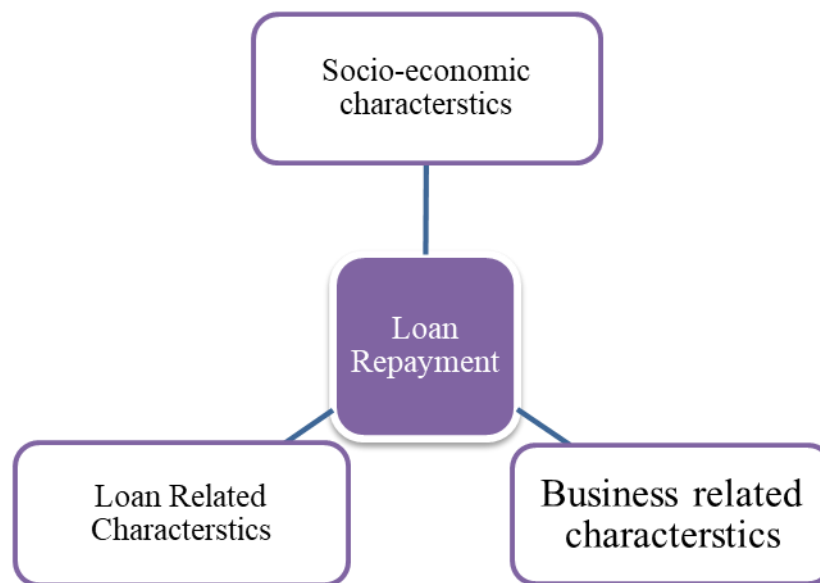 Socio-economic
characterstics
Loan
Repayment
Loan Related
Characterstics
Business related
characterstics